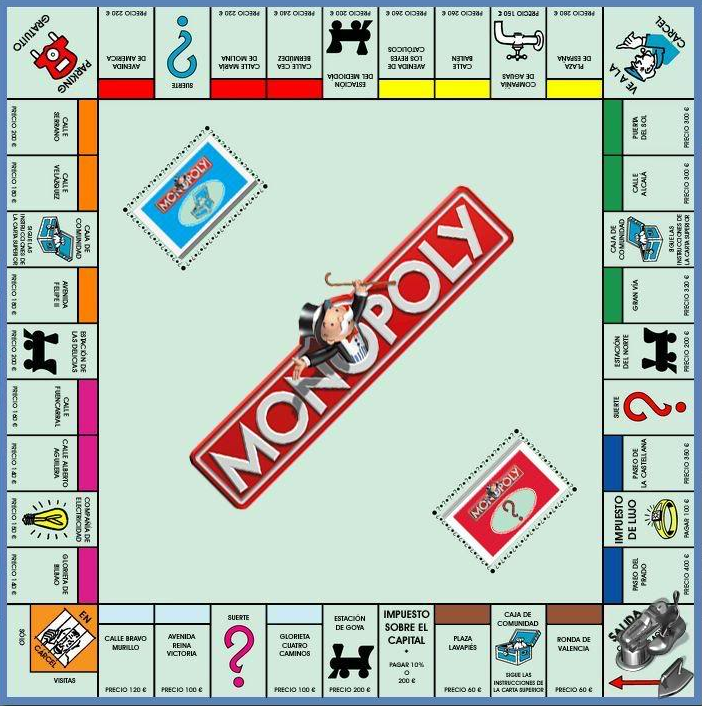 PARKING
GRATUITO
AVENIDA
DE AMERICA
PRECIO 220 €
SUERTE
CALLE MARÍA
DE MOLINA
PRECIO 220 €
CALLE CEA
BERMÚDEZ
PRECIO 240 €
ESTACIÓN
DEL MEDIODÍA
PRECIO 200 €
AVENIDA DE
LOS REYES
CATÓLICOS
PRECIO 260 €
CALLE
BAILÉN
PRECIO 260 €
COMPAÑÍA
DE AGUAS
PRECIO 150 €
PLAZA
DE ESPAÑA
PRECIO 280 €
VE A LA
CÁRCEL
CALLE
SERRANO
PRECIO 200 €
CALLE
VELÁZQUEZ
PRECIO 180 €
CAJA DE
COMUNIDAD
SIGUE LAS
INSTRUCCIONES DE
LA CARTA SUPERIOR
AVENIDA
FELIPE II
PRECIO 180 €
ESTACIÓN DE
LAS DELICIAS
PRECIO 200 €
CALLE
FUENCARRAL
PRECIO 160 €
CALLE ALBERTO
AGUILERA
PRECIO 140 €
COMPAÑÍA DE
ELECTRICIDAD
PRECIO 150 €
GLORIETA DE
BILBAO
PRECIO 140 €
MONOPOLY
MONOPOLY
MONOPOLY
?
PUERTA
DEL SOL
PRECIO 300 €
CALLE
ALCALÁ
PRECIO 300 €
CAJA DE
COMUNIDAD
SIGUE LAS
INSTRUCCIONES DE
LA CARTA SUPERIOR
GRAN VÍA
PRECIO 320 €
ESTACIÓN
DEL NORTE
PRECIO 200 €
SUERTE
PASEO DE
LA CASTELLANA
PRECIO 350 €
IMPUESTO
DE LUJO
PAGAR 100 €
PASEO DEL
PRADO
PRECIO 400 €
SÓLO
EN
CÁRCEL
VISITAS
CALLE BRAVO
MURILLO
PRECIO 120 €
AVENIDA
REINA
VICTORIA
PRECIO 100 €
SUERTE
?
GLORIETA
CUATRO
CAMINOS
PRECIO 100 €
ESTACIÓN
DE GOYA
PRECIO 200 €
IMPUESTO
SOBRE EL
CAPITAL
PAGAR 10%
O
200 €
PLAZA
LAVAPIÉS
PRECIO 60 €
CAJA DE
COMUNIDAD
SIGUE LAS
INSTRUCCIONES DE
LA CARTA SUPERIOR
RONDA DE
VALENCIA
PRECIO 60 €
SALIDA